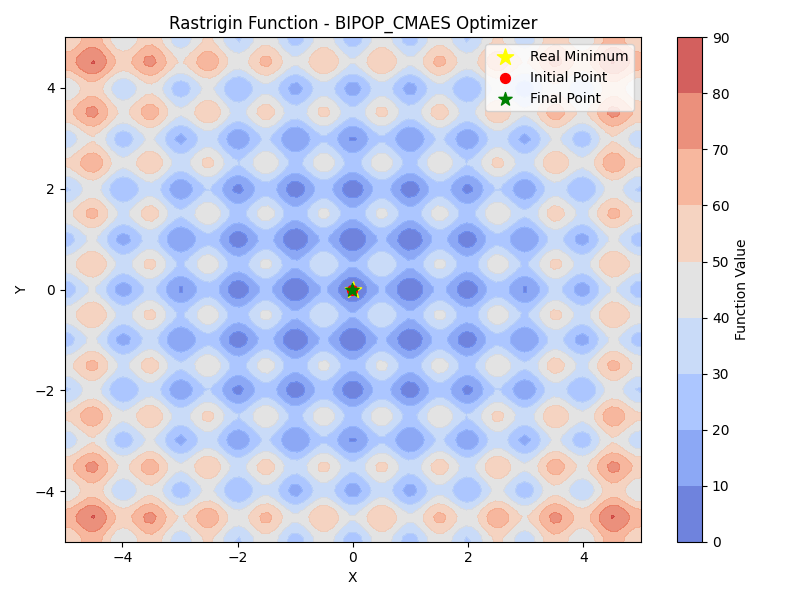 Rastrigin Function - BIPOP_CMAES Optimizer
Real Minimum
Initial Point
Final Point
4
2
0
−2
−4
Y
−4
−2
0
2
4
X
90
80
70
60
50
40
30
20
10
0
Function Value